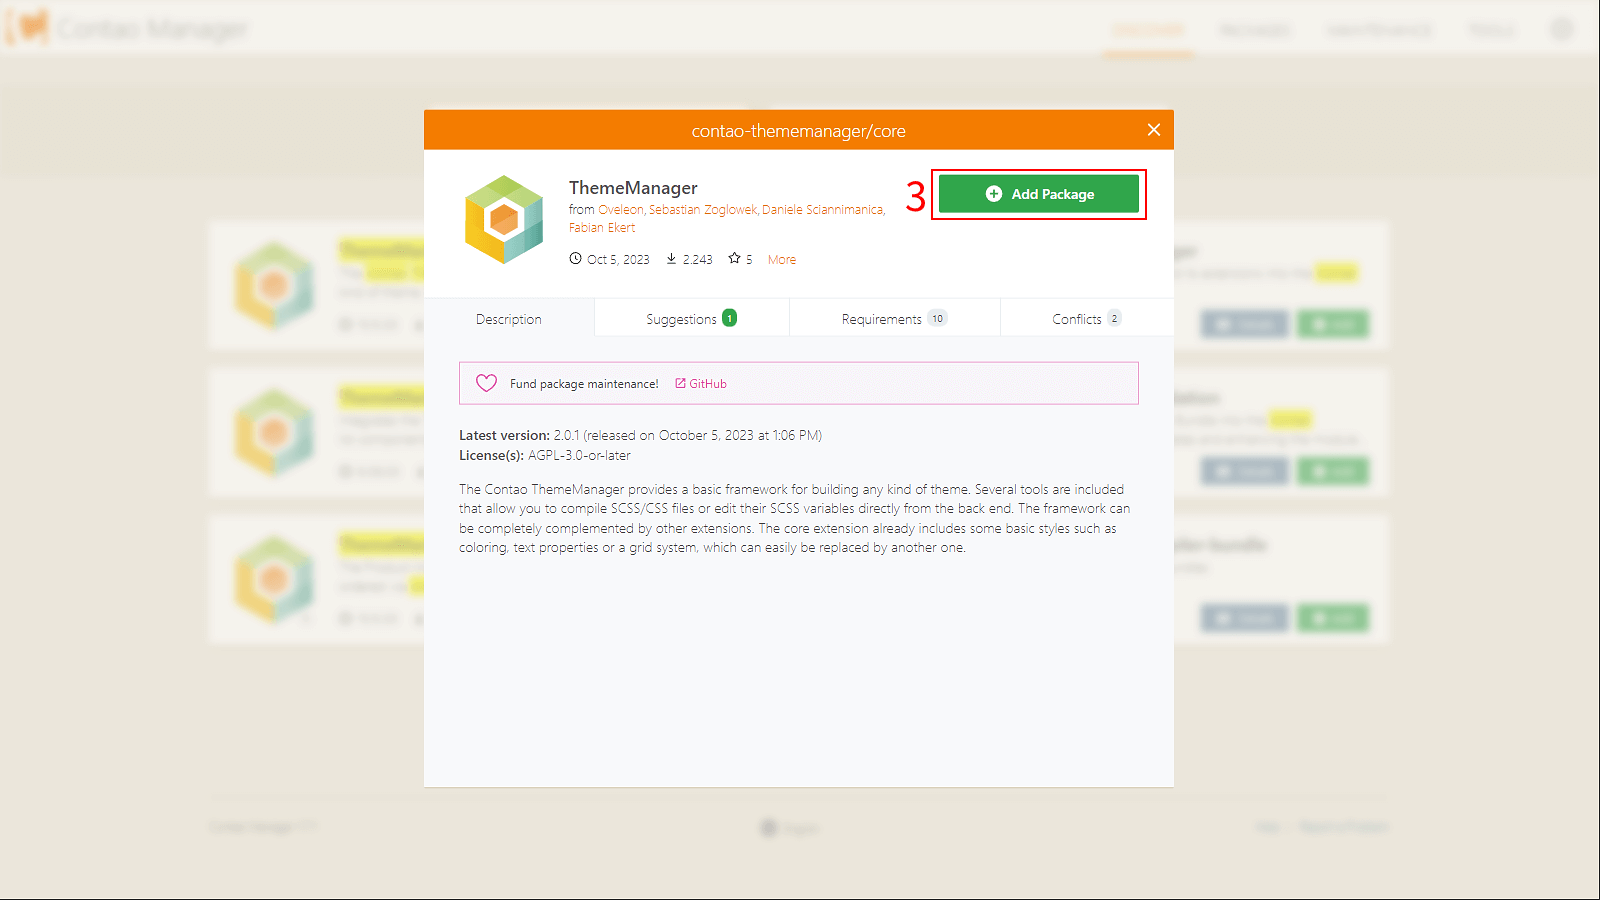 Contao Manager
DISCOVER
PACKAGES
MAINTENANCE
TOOLS
contao-thememanager/core
ThemeManager
from Oveleon, Sebastian Zoglowek, Daniele Sciannimanica,
Fabian Ekert
Oct 5, 2023 2.243 5 More
3
Add Package
Description
Suggestions 1
Requirements 10
Conflicts 2
Fund package maintenance! GitHub
Latest version: 2.0.1 (released on October 5, 2023 at 1:06 PM)
License(s): AGPL-3.0-or-later
The Contao ThemeManager provides a basic framework for building any kind of theme. Several tools are included
that allow you to compile SCSS/CSS files or edit their SCSS variables directly from the back end. The framework can
be completely complemented by other extensions. The core extension already includes some basic styles such as
coloring, text properties or a grid system, which can easily be replaced by another one.